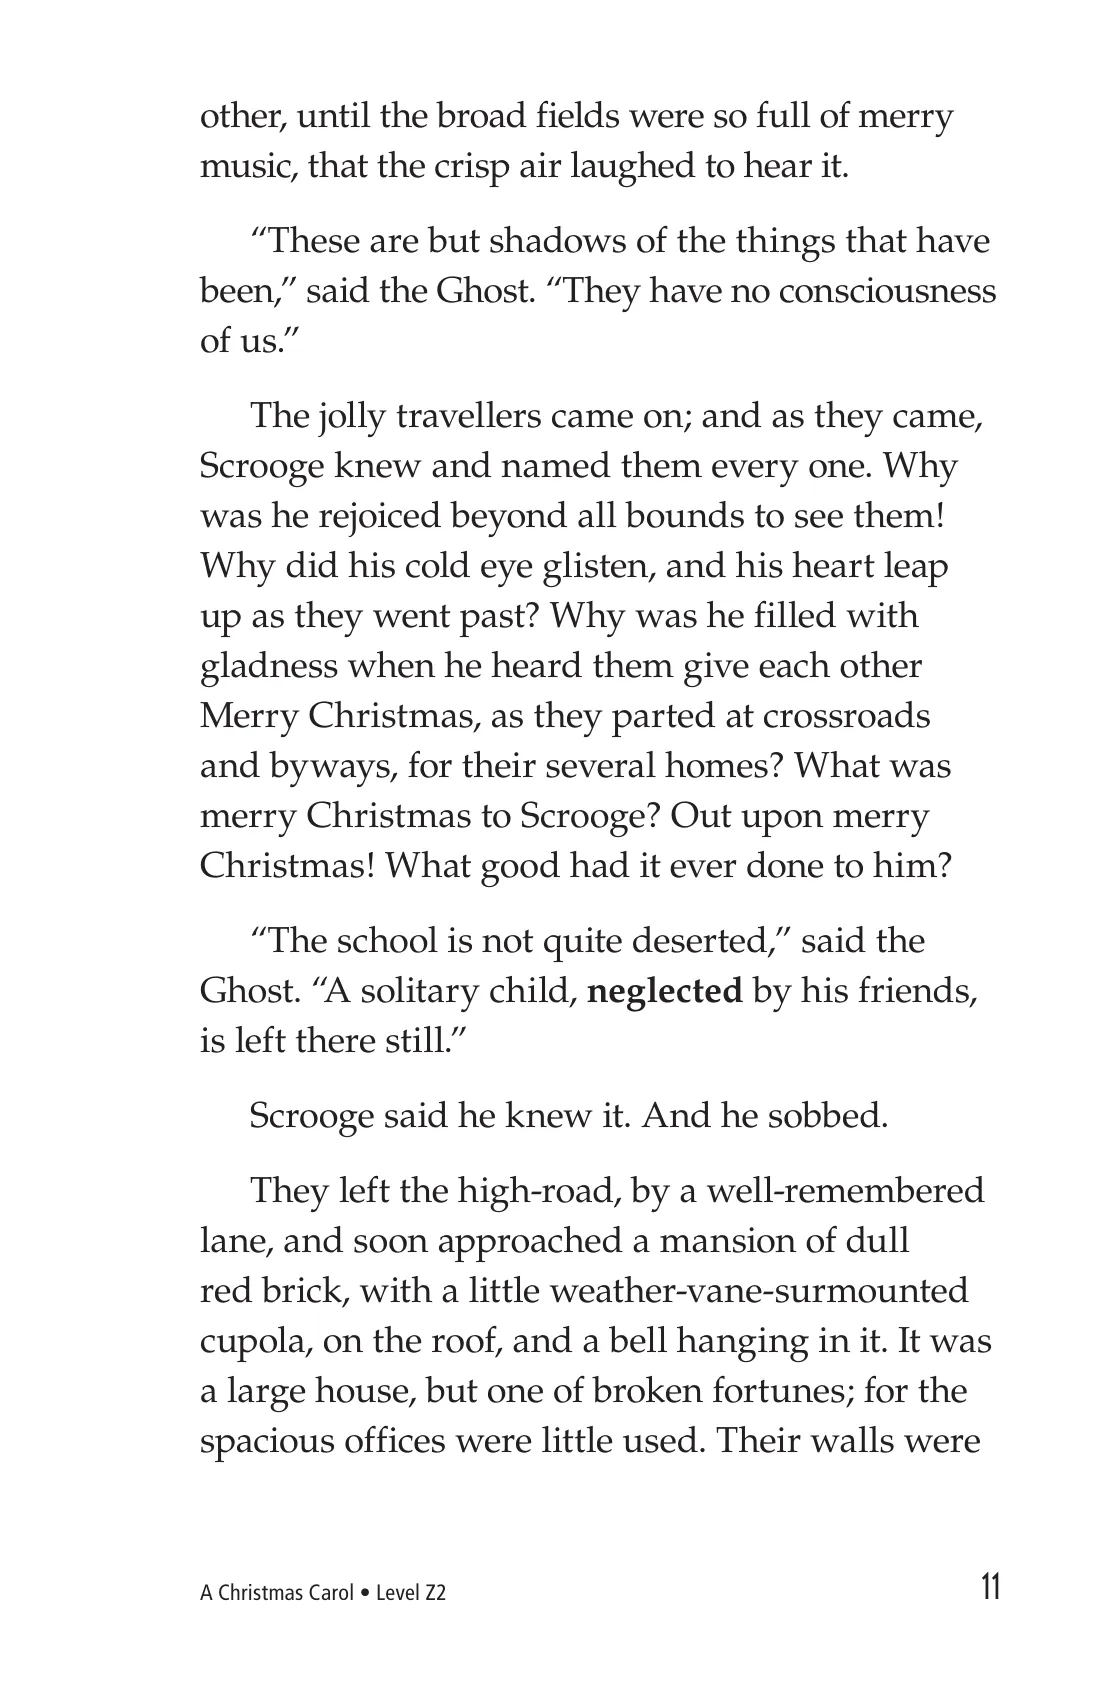 other, until the broad fields were so full of merry
music, that the crisp air laughed to hear it.
“These are but shadows of the things that have
been,” said the Ghost. “They have no consciousness
of us.”
The jolly travellers came on; and as they came,
Scrooge knew and named them every one. Why
was he rejoiced beyond all bounds to see them!
Why did his cold eye glisten, and his heart leap
up as they went past? Why was he filled with
gladness when he heard them give each other
Merry Christmas, as they parted at crossroads
and byways, for their several homes? What was
merry Christmas to Scrooge? Out upon merry
Christmas! What good had it ever done to him?
“The school is not quite deserted,” said the
Ghost. “A solitary child, neglected by his friends,
is left there still.”
Scrooge said he knew it. And he sobbed.
They left the high-road, by a well-remembered
lane, and soon approached a mansion of dull
red brick, with a little weather-vane-surmounted
cupola, on the roof, and a bell hanging in it. It was
a large house, but one of broken fortunes; for the
spacious offices were little used. Their walls were
A Christmas Carol • Level Z2
11